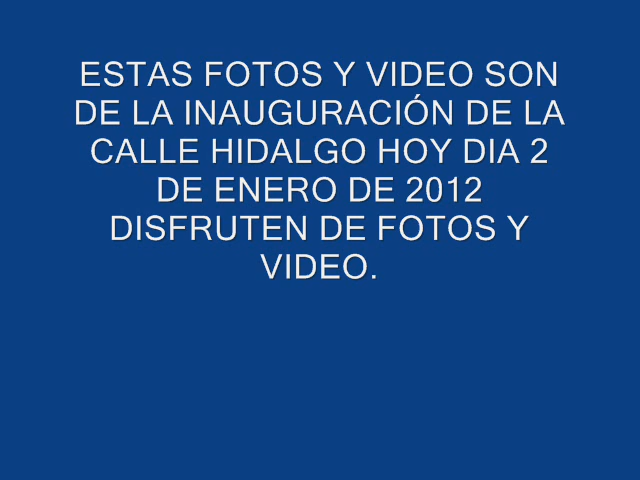 ESTAS FOTOS Y VIDEO SON
DE LA INAUGURACIÓN DE LA
CALLE HIDALGO HOY DIA 2
DE ENERO DE 2012
DISFRUTEN DE FOTOS Y
VIDEO.